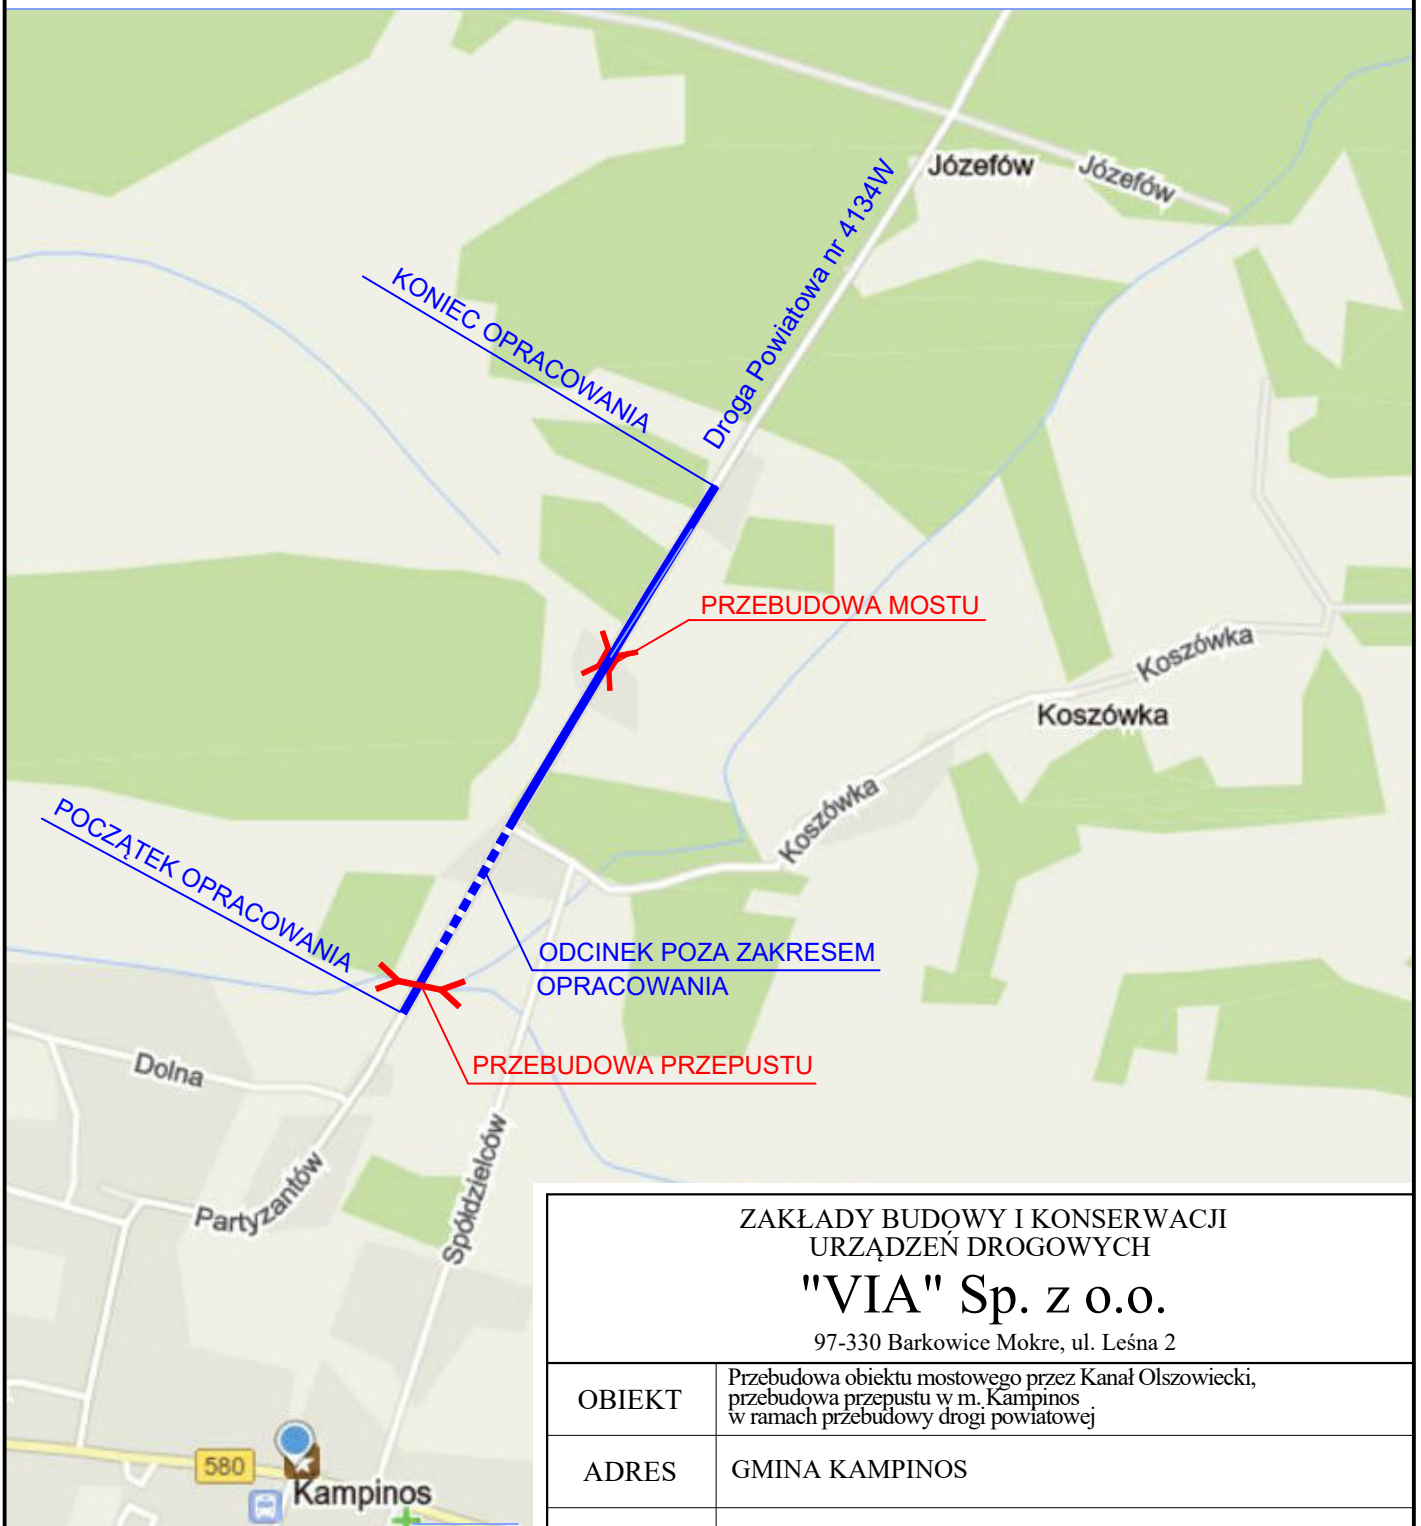 Józefów
Józefów
Droga Powiatowa nr 4134W
KONIEC OPRACOWANIA
PRZEBUDOWA MOSTU
Koszówka
Koszówka
Koszówka
POCZĄTEK OPRACOWANIA
ODCINEK POZA ZAKRESEM
OPRACOWANIA
PRZEBUDOWA PRZEPUSTU
Dolna
Partyzantów
Spółdzielców
580
Kampinos
ZAKŁADY BUDOWY I KONSERWACJI
URZĄDZEŃ DROGOWYCH
"VIA" Sp. z o.o.
97-330 Barkowice Mokre, ul. Leśna 2
OBIEKT
Przebudowa obiektu mostowego przez Kanał Olszowiecki,
przebudowa przepustu w m. Kampinos
w ramach przebudowy drogi powiatowej
ADRES
GMINA KAMPINOS